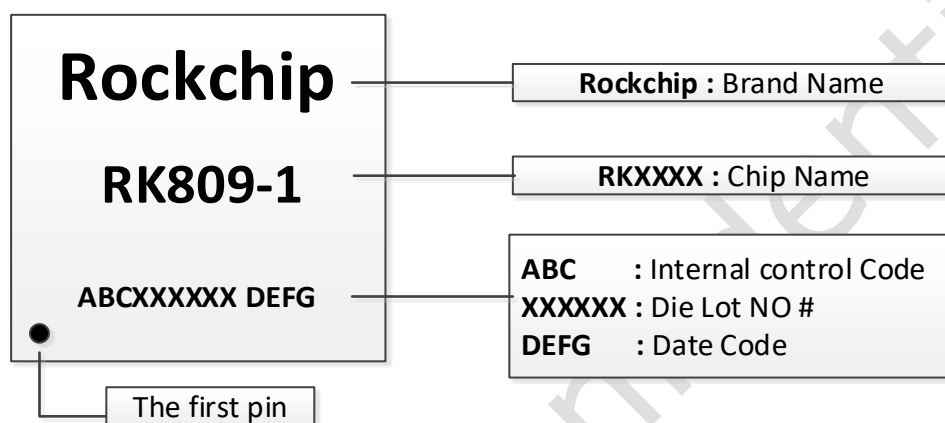 Rockchip
Rockchip : Brand Name
RK809-1
RKXXXX : Chip Name
ABCXXXXXX DEFG
ABC : Internal control Code
XXXXXX : Die Lot NO #
DEFG : Date Code
The first pin